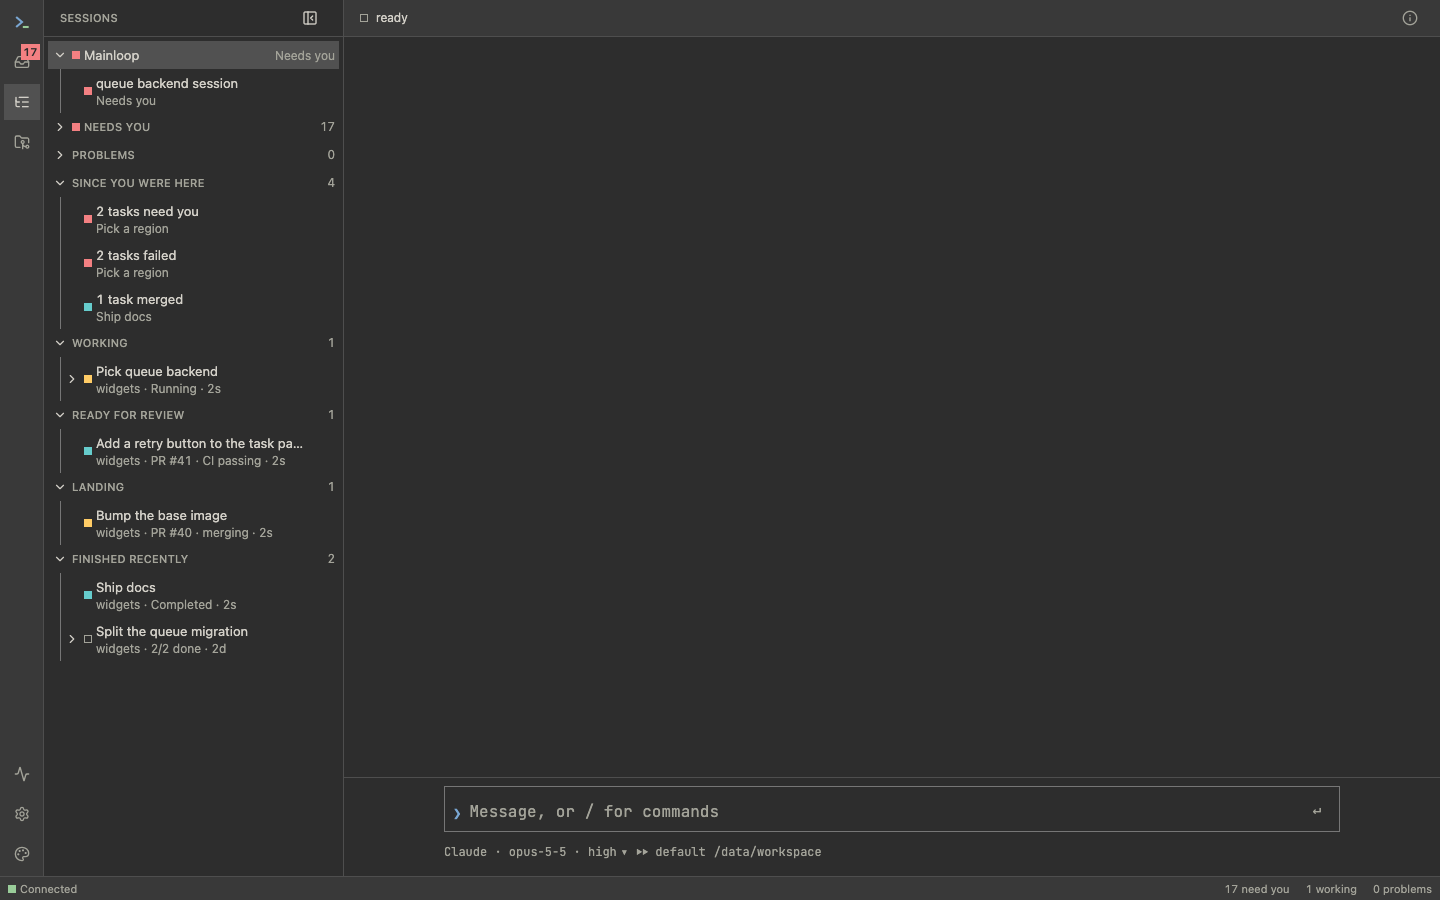 SESSIONS
ready
17
Mainloop Needs you
queue backend session
Needs you
NEEDS YOU 17
PROBLEMS 0
SINCE YOU WERE HERE 4
2 tasks need you
Pick a region
2 tasks failed
Pick a region
1 task merged
Ship docs
WORKING 1
Pick queue backend
widgets · Running · 2s
READY FOR REVIEW 1
Add a retry button to the task pa...
widgets · PR #41 · CI passing · 2s
LANDING 1
Bump the base image
widgets · PR #40 · merging · 2s
FINISHED RECENTLY 2
Ship docs
widgets · Completed · 2s
Split the queue migration
widgets · 2/2 done · 2d
❯ Message, or / for commands ↵
Claude · opus-5-5 · high ▾ ▸▸ default /data/workspace
Connected 17 need you 1 working 0 problems